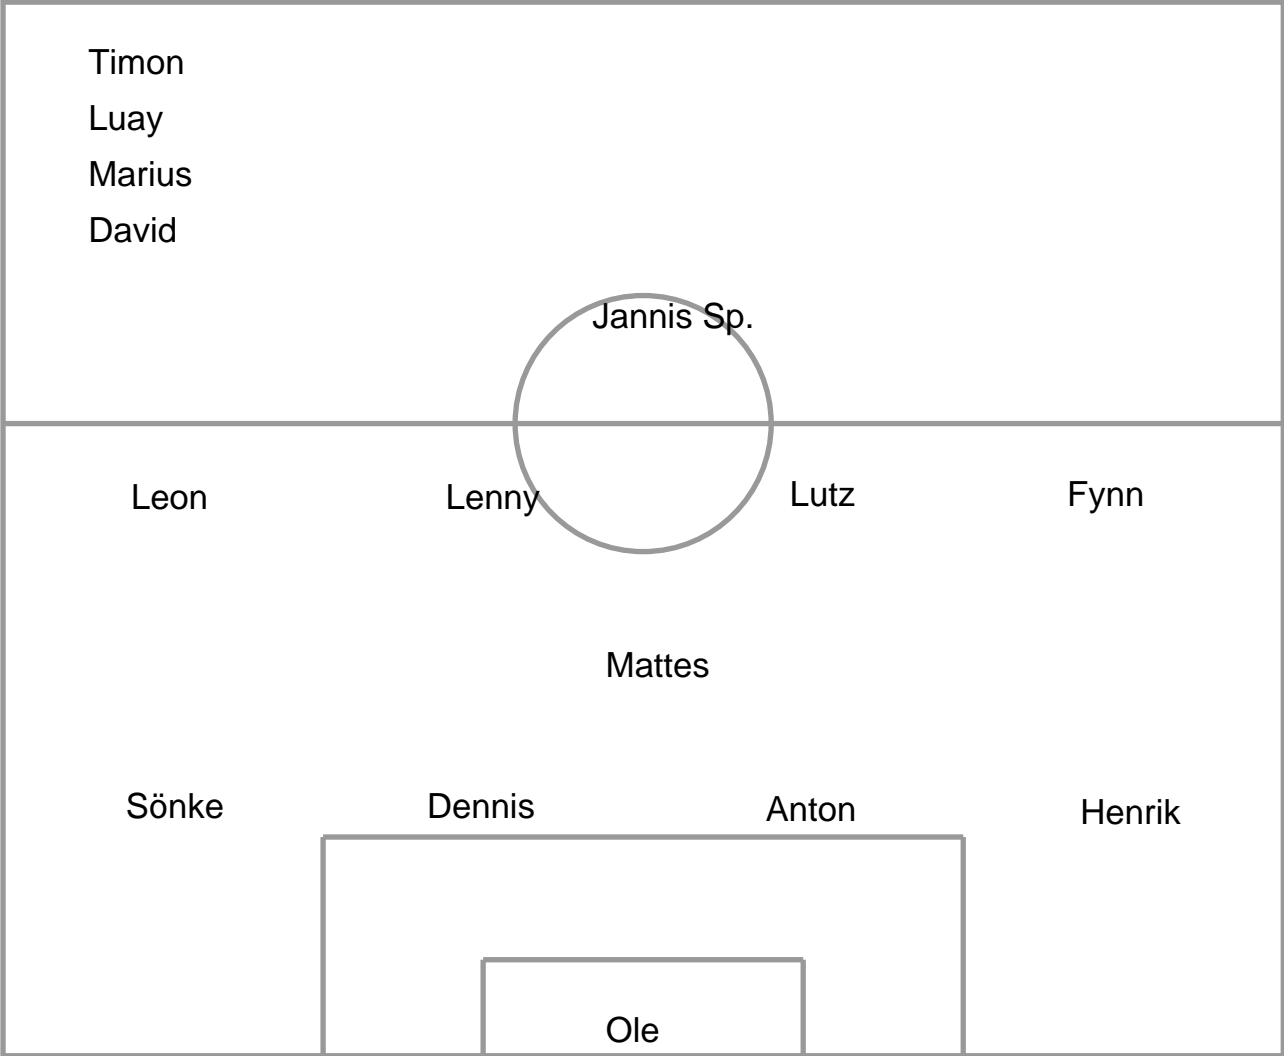 Timon
Luay
Marius
David
Jannis Sp.
Leon Lenny Lutz Fynn
Mattes
Sönke Dennis Anton Henrik
Ole